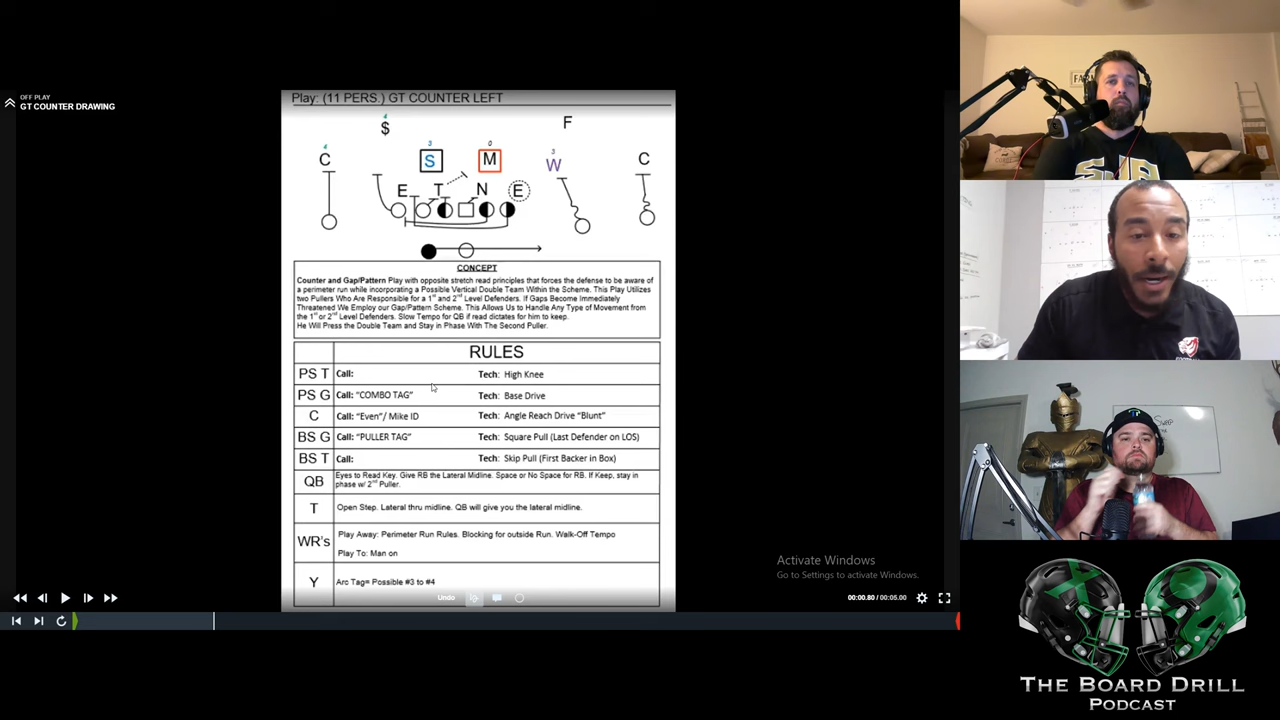 OFF PLAY
GT COUNTER DRAWING
Play: (11 PERS.) GT COUNTER LEFT
4
$
F
4
C
3
S
0
M
3
W
C
E
T
N
E
CONCEPT
Counter and Gap/Pattern Play with opposite stretch read principles that forces the defense to be aware of
a perimeter run while incorporating a Possible Vertical Double Team Within the Scheme. This Play Utilizes
two Pullers Who Are Responsible for a 1st and 2nd Level Defenders. If Gaps Become Immediately
Threatened We Employ our Gap/Pattern Scheme. This Allows Us to Handle Any Type of Movement from
the 1st or 2nd Level Defenders. Slow Tempo for QB if read dictates for him to keep.
He Will Press the Double Team and Stay in Phase With The Second Puller.
RULES
PS T Call: Tech: High Knee
PS G Call: "COMBO TAG" Tech: Base Drive
C Call: "Even"/ Mike ID Tech: Angle Reach Drive "Blunt"
BS G Call: "PULLER TAG" Tech: Square Pull (Last Defender on LOS)
BS T Call: Tech: Skip Pull (First Backer in Box)
QB Eyes to Read Key. Give RB the Lateral Midline. Space or No Space for RB. If Keep, stay in
phase w/ 2nd Puller.
T Open Step. Lateral thru midline. QB will give you the lateral midline.
WR's Play Away: Perimeter Run Rules. Blocking for outside Run. Walk-Off Tempo
Play To: Man on
Y Arc Tag= Possible #3 to #4
Undo
Activate Windows
Go to Settings to activate Windows.
00:00.80 / 00:05.00
THE BOARD DRILL
PODCAST